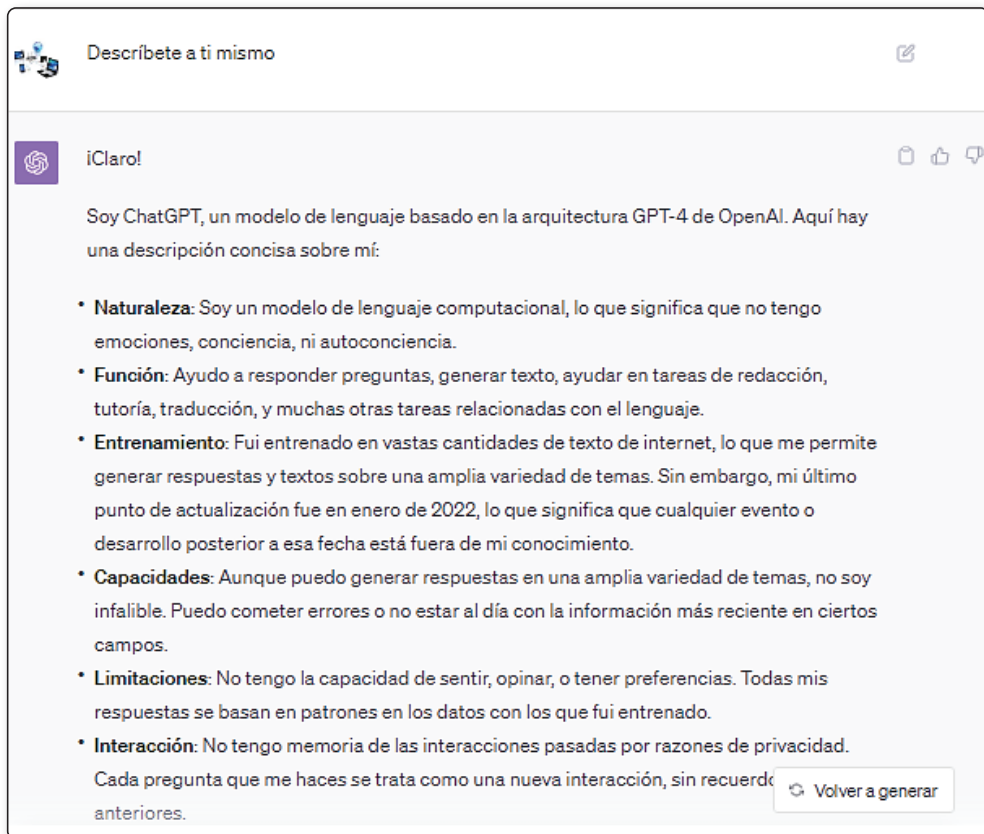 Descríbete a ti mismo
¡Claro!
Soy ChatGPT, un modelo de lenguaje basado en la arquitectura GPT-4 de OpenAI. Aquí hay
una descripción concisa sobre mí:
• Naturaleza: Soy un modelo de lenguaje computacional, lo que significa que no tengo
emociones, conciencia, ni autoconciencia.
• Función: Ayudo a responder preguntas, generar texto, ayudar en tareas de redacción,
tutoría, traducción, y muchas otras tareas relacionadas con el lenguaje.
• Entrenamiento: Fui entrenado en vastas cantidades de texto de internet, lo que me permite
generar respuestas y textos sobre una amplia variedad de temas. Sin embargo, mi último
punto de actualización fue en enero de 2022, lo que significa que cualquier evento o
desarrollo posterior a esa fecha está fuera de mi conocimiento.
• Capacidades: Aunque puedo generar respuestas en una amplia variedad de temas, no soy
infalible. Puedo cometer errores o no estar al día con la información más reciente en ciertos
campos.
• Limitaciones: No tengo la capacidad de sentir, opinar, o tener preferencias. Todas mis
respuestas se basan en patrones en los datos con los que fui entrenado.
• Interacción: No tengo memoria de las interacciones pasadas por razones de privacidad.
Cada pregunta que me haces se trata como una nueva interacción, sin
Volver a generar
anteriores.